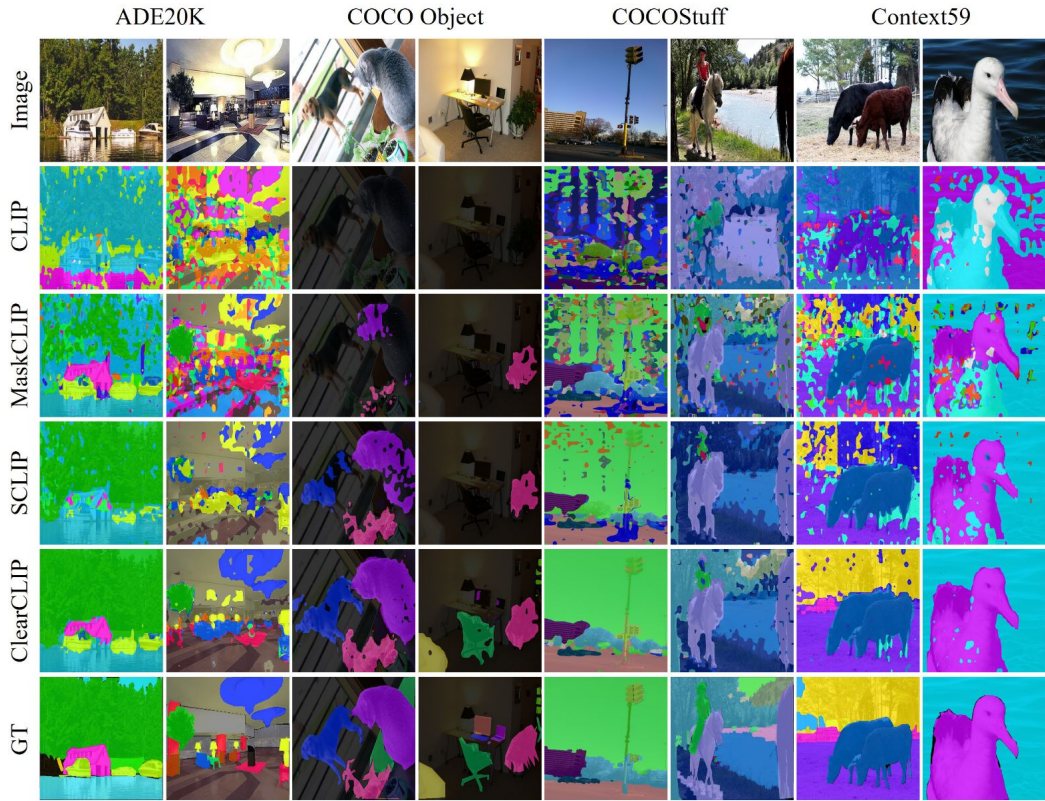 ADE20K COCO Object COCOStuff Context59
Image
CLIP
MaskCLIP
SCLIP
ClearCLIP
GT